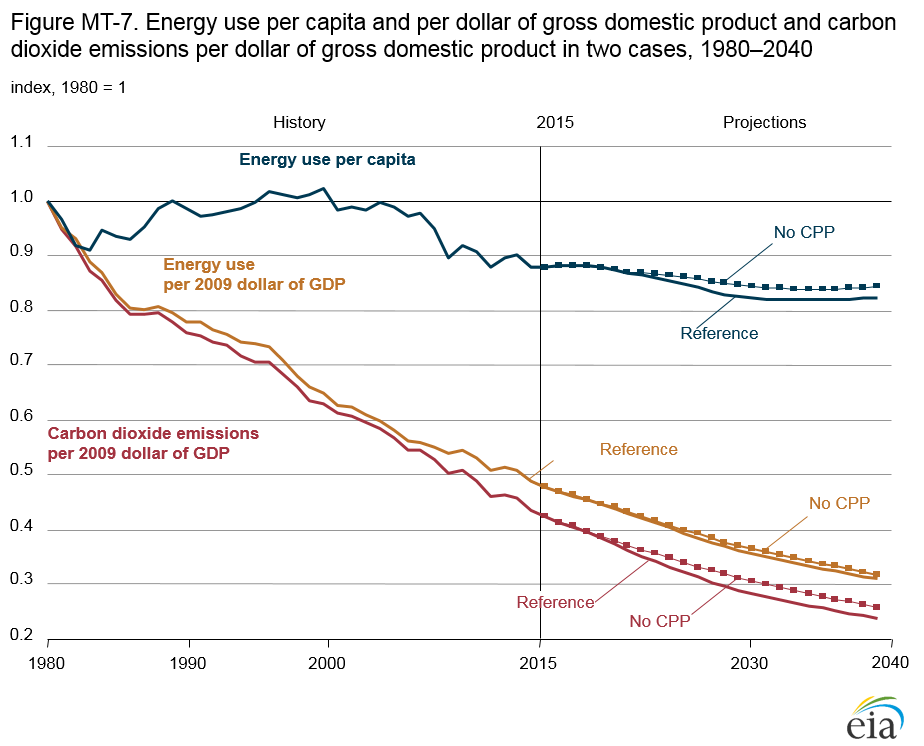 Figure MT-7. Energy use per capita and per dollar of gross domestic product and carbon
dioxide emissions per dollar of gross domestic product in two cases, 1980–2040
index, 1980 = 1
History
2015
Projections
1.1
Energy use per capita
1.0
No CPP
0.9
Energy use
per 2009 dollar of GDP
0.8
Reference
0.7
0.6
Carbon dioxide emissions
per 2009 dollar of GDP
Reference
0.5
No CPP
0.4
0.3
Reference
No CPP
0.2
1980
1990
2000
2015
2030
2040
eia